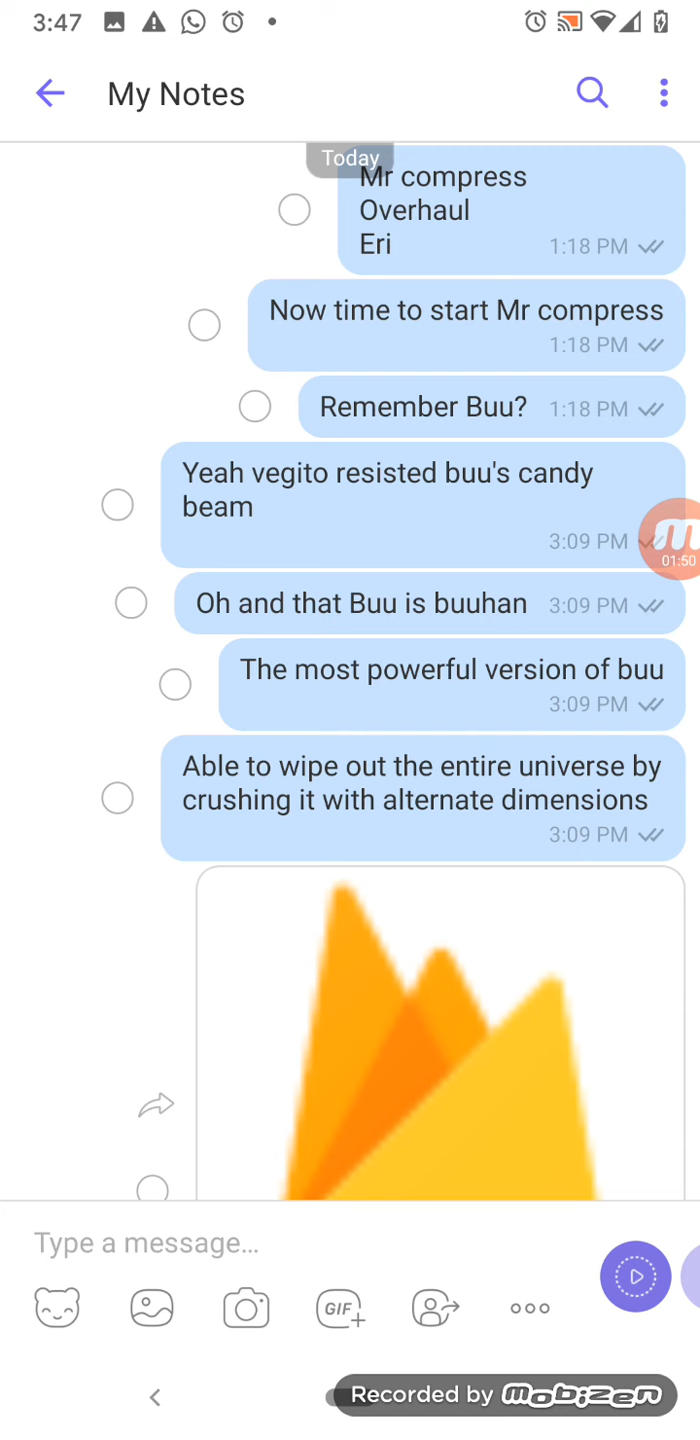 3:47
My Notes
Today
Mr compress
Overhaul
Eri
1:18 PM
Now time to start Mr compress
1:18 PM
Remember Buu? 1:18 PM
Yeah vegito resisted buu's candy
beam
3:09 PM
01:50
Oh and that Buu is buuhan 3:09 PM
The most powerful version of buu
3:09 PM
Able to wipe out the entire universe by
crushing it with alternate dimensions
3:09 PM
Type a message...
GIF
Recorded by mobizen